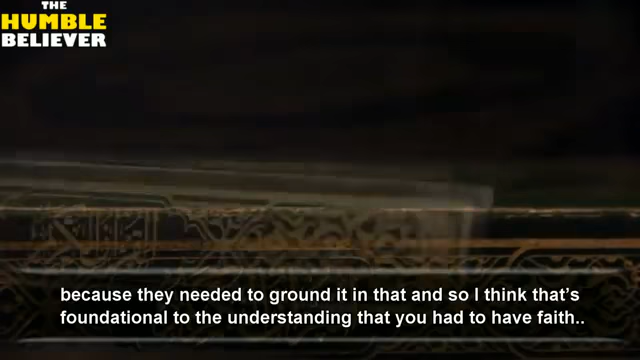 THE
HUMBLE
BELIEVER
because they needed to ground it in that and so I think that’s
foundational to the understanding that you had to have faith..